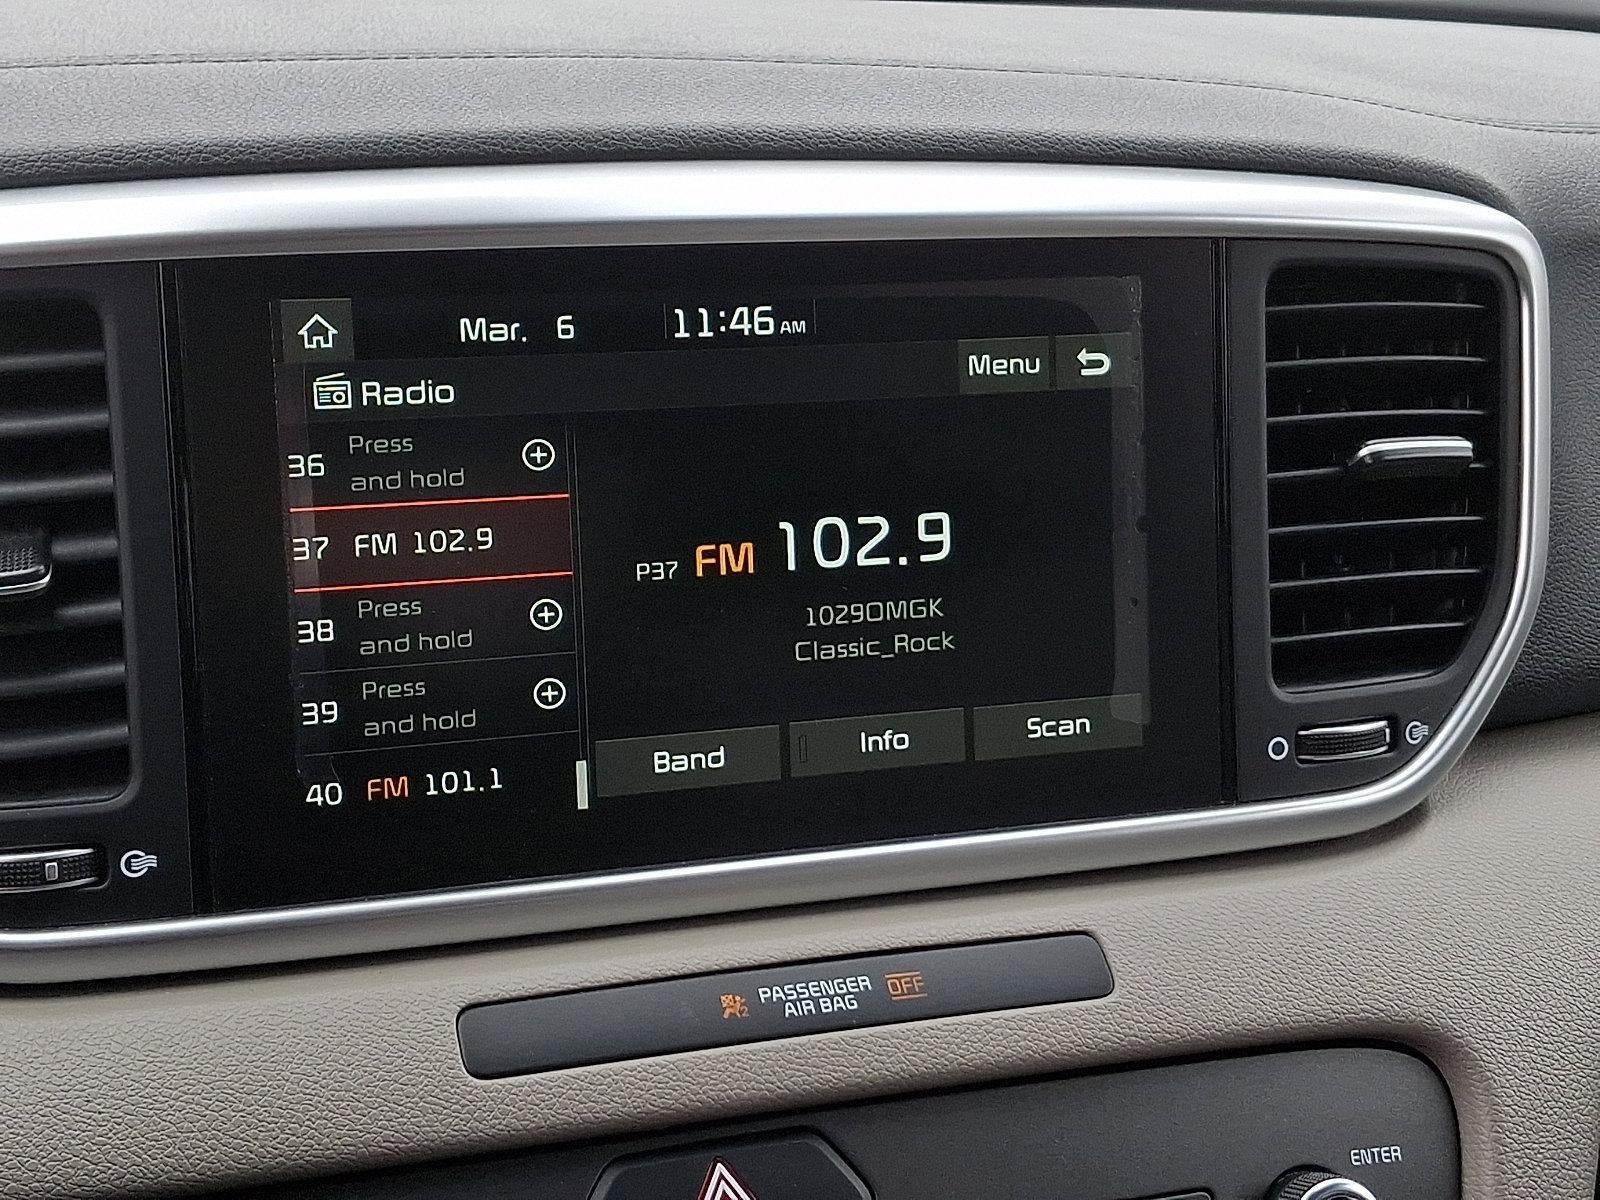 Mar. 6 11:46 AM
Radio Menu
36 Press and hold
37 FM 102.9
38 Press and hold
39 Press and hold
40 FM 101.1
P37 FM 102.9
1029OMGK
Classic_Rock
Band Info Scan
PASSENGER
AIR BAG OFF
2
ENTER